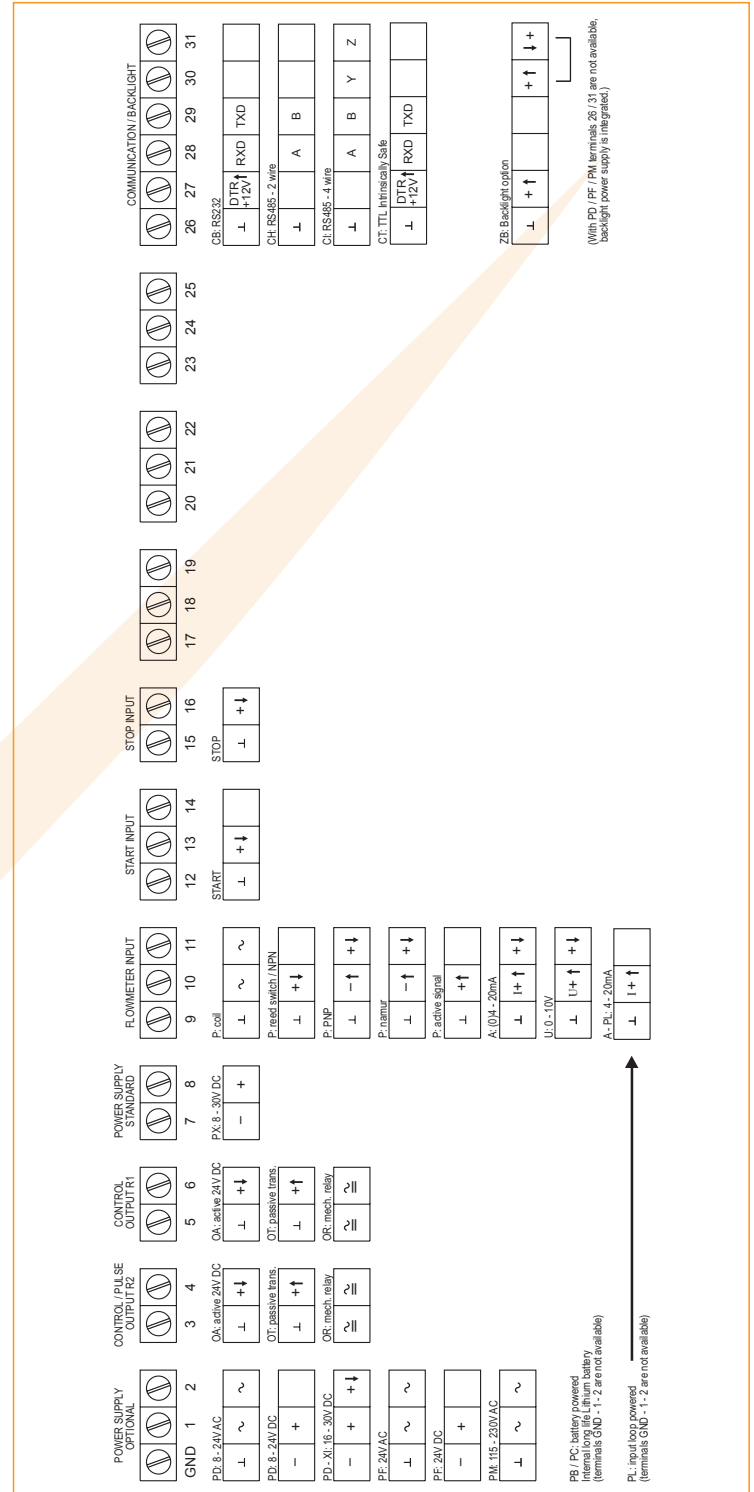 POWER SUPPLY
OPTIONAL
GND 1 2
PD: 8 - 24V AC
⊥ ~ ~
PD: 8 - 24V DC
– +
PD - XI: 16 - 30V DC
– + +↓
PF: 24V AC
⊥ ~ ~
PF: 24V DC
– +
PM: 115 - 230V AC
⊥ ~ ~
PB / PC: battery powered
Internal long life Lithium battery
(terminals GND - 1 - 2 are not available)
PL: input loop powered
(terminals GND - 1 - 2 are not available)
CONTROL / PULSE
OUTPUT R2
3 4
OA: active 24V DC
⊥ +↓
OT: passive trans.
⊥ +↑
OR: mech. relay
≂ ≂
CONTROL
OUTPUT R1
5 6
OA: active 24V DC
⊥ +↓
OT: passive trans.
⊥ +↑
OR: mech. relay
≂ ≂
POWER SUPPLY
STANDARD
7 8
PX: 8 - 30V DC
– +
FLOWMETER INPUT
9 10 11
P: coil
⊥ ~ ~
P: reed switch / NPN
⊥ +↓
P: PNP
⊥ –↑ +↓
P: namur
⊥ –↑ +↓
P: active signal
⊥ +↑
A: (0)4 - 20mA
⊥ I+↑ +↓
U: 0 - 10V
⊥ U+↑ +↓
A - PL: 4 - 20mA
⊥ I+↑
START INPUT
12 13 14
START
⊥ +↓
STOP INPUT
15 16
STOP
⊥ +↓
17 18 19
20 21 22
23 24 25
COMMUNICATION / BACKLIGHT
26 27 28 29 30 31
CB: RS232
⊥ DTR +12V↑ RXD TXD
CH: RS485 - 2 wire
⊥ A B
CI: RS485 - 4 wire
⊥ A B Y Z
CT: TTL Intrinsically Safe
⊥ DTR +12V↑ RXD TXD
ZB: Backlight option
⊥ +↑ +↑ ↓+
(With PD / PF / PM terminals 26 / 31 are not available,
backlight power supply is integrated.)